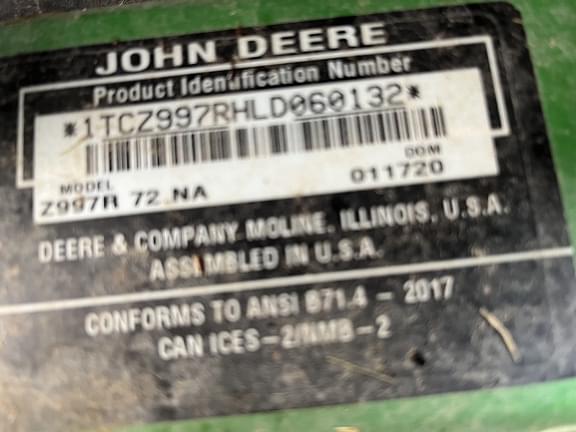 JOHN DEERE
Product Identification Number
*1TCZ997RHLD060132*
MODEL DOM
Z997R 72 NA 011720
DEERE & COMPANY MOLINE, ILLINOIS, U.S.A.
ASSEMBLED IN U.S.A.
CONFORMS TO ANSI B71.4 - 2017
CAN ICES-2/NMB-2